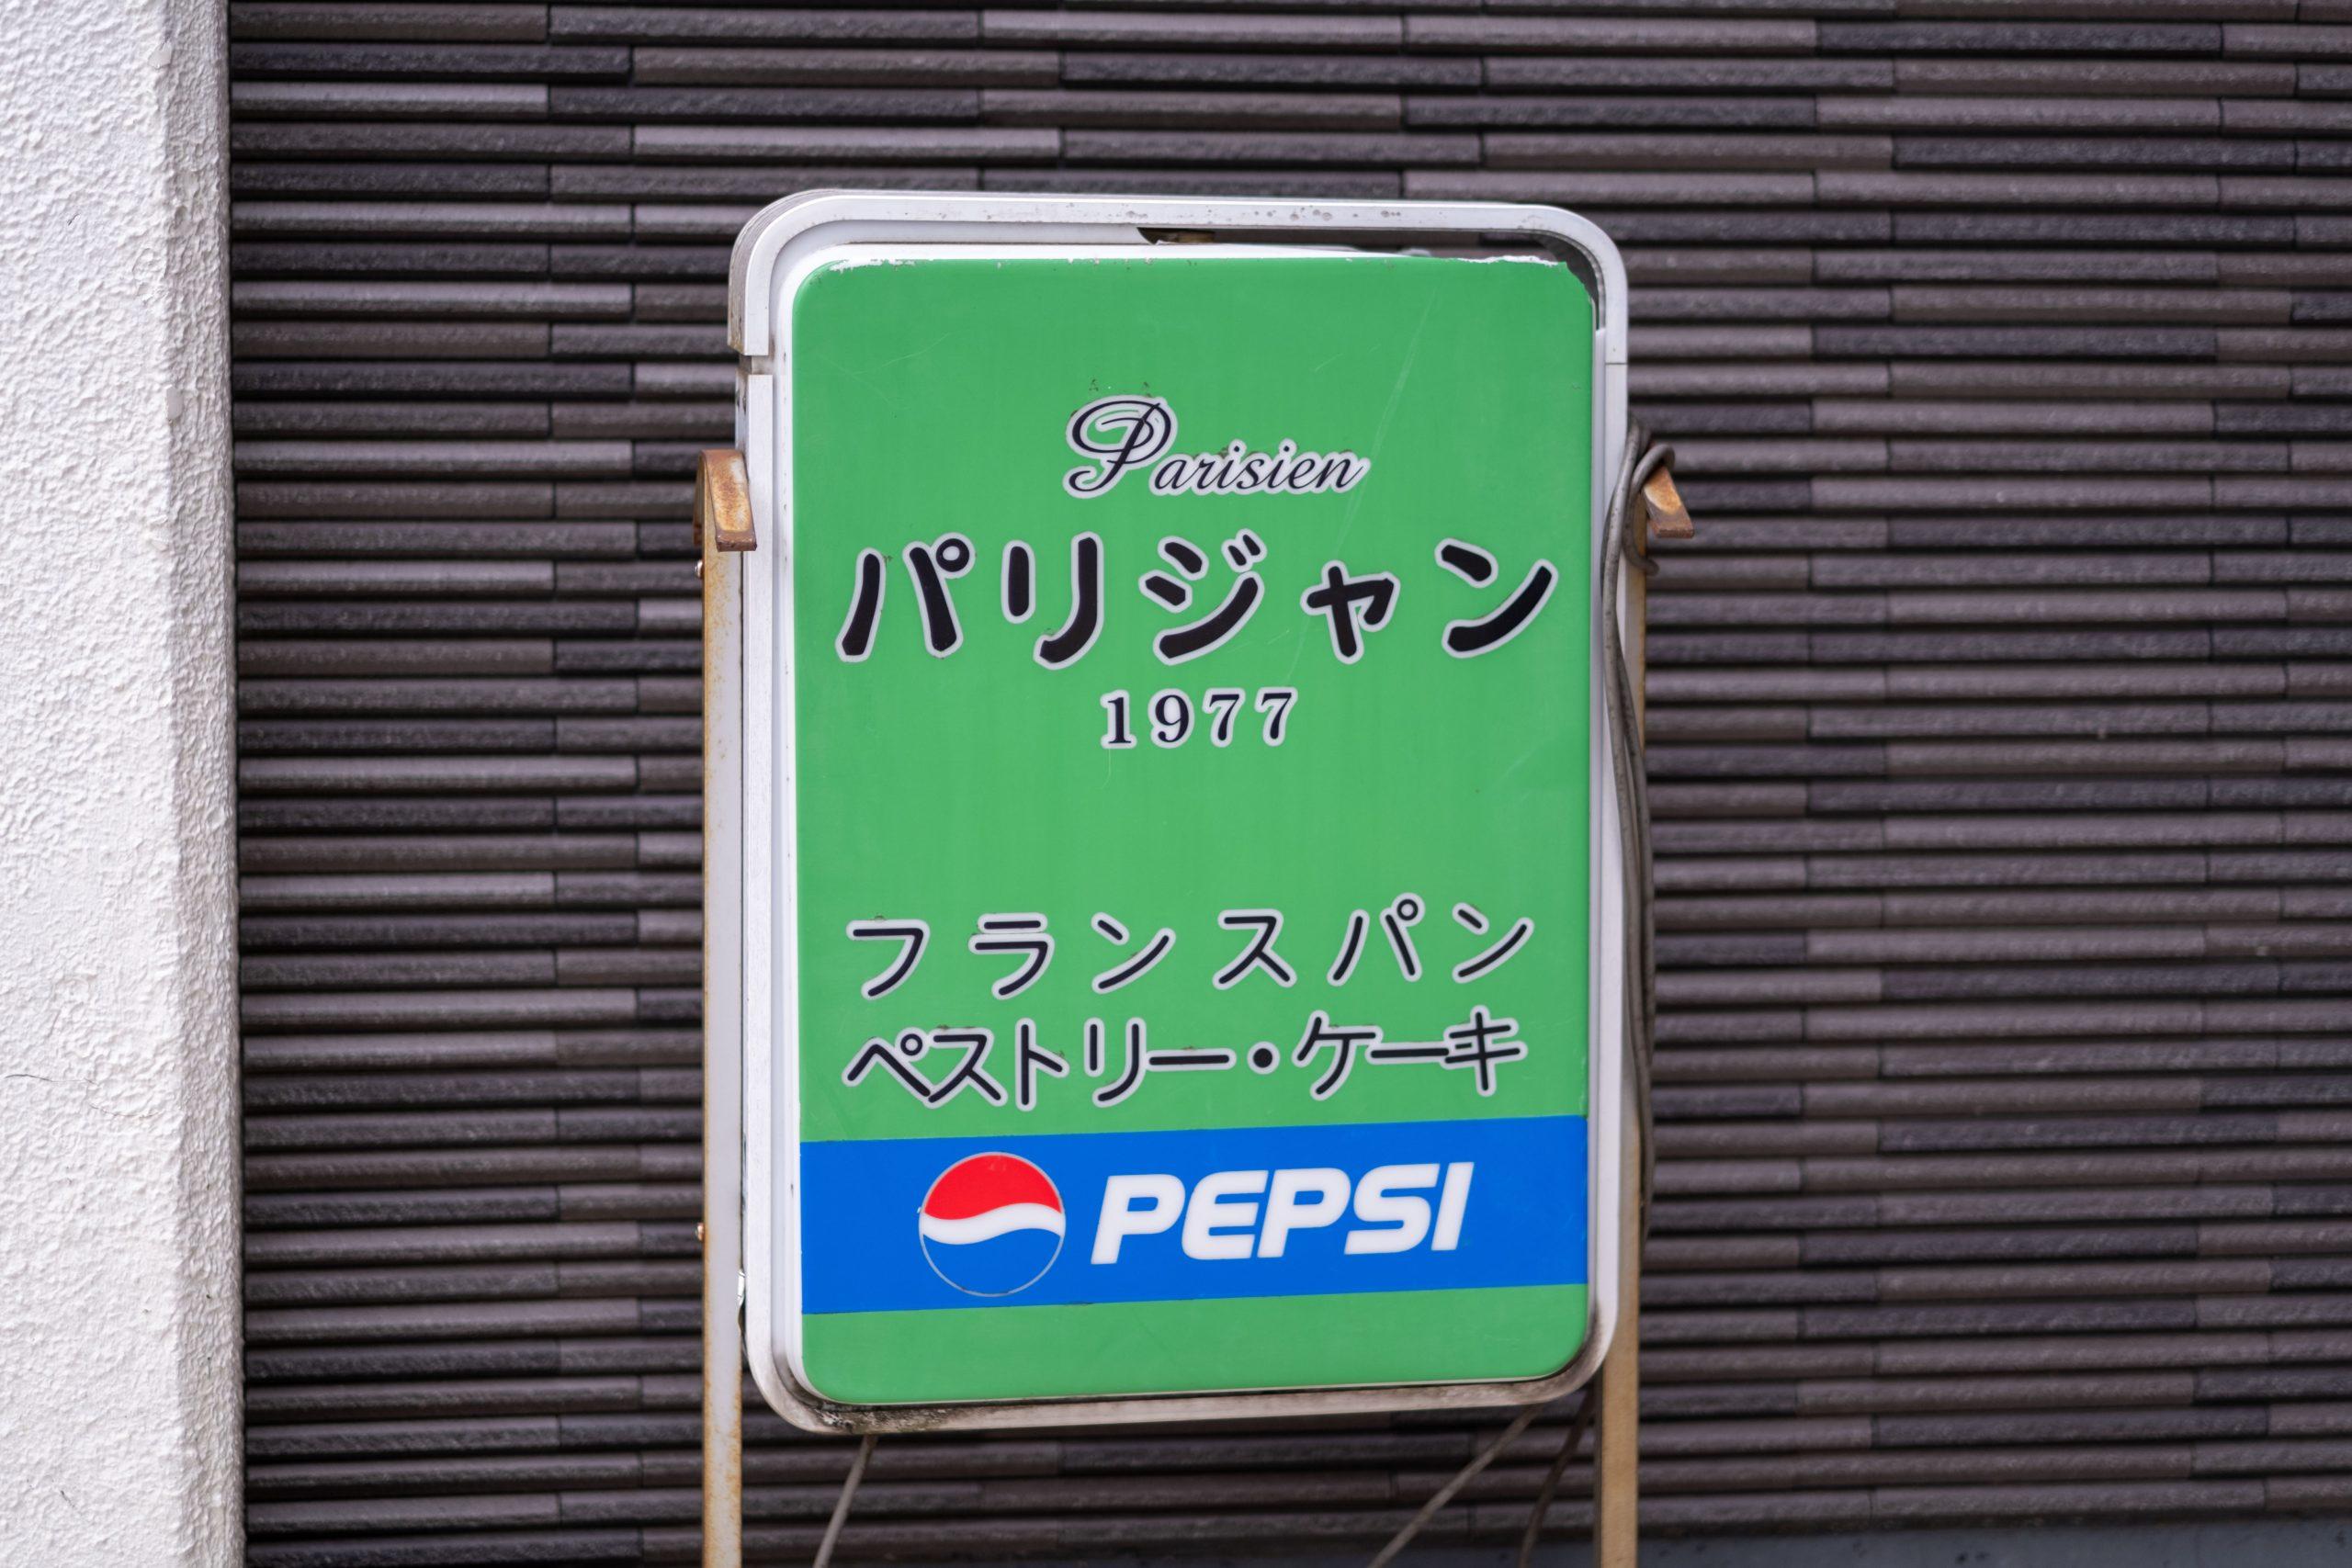 Parisien
パリジャン
1977
フランスパン
ペストリー・ケーキ
PEPSI